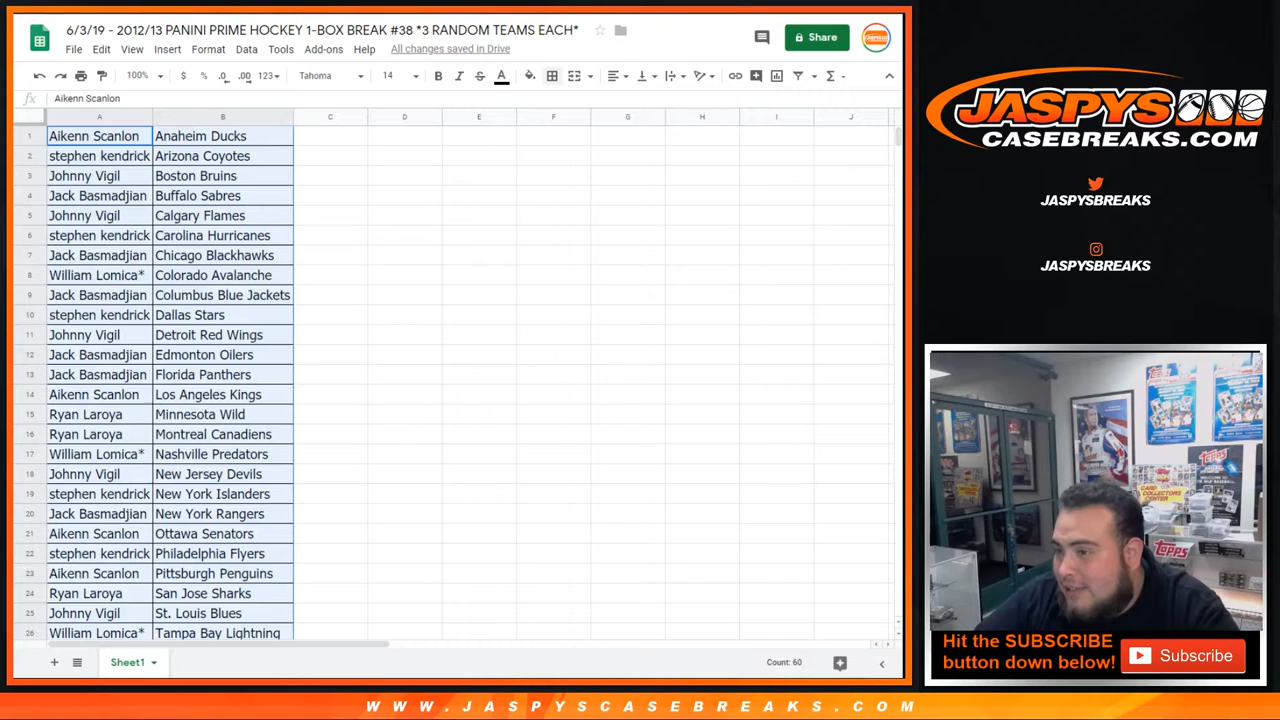 6/3/19 - 2012/13 PANINI PRIME HOCKEY 1-BOX BREAK #38 *3 RANDOM TEAMS EACH*
File Edit View Insert Format Data Tools Add-ons Help All changes saved in Drive
Share
100% $ % .0 .00 123 Tahoma 14 B I S A
fx Aikenn Scanlon
A B C D E F G H I J
1 Aikenn Scanlon Anaheim Ducks
2 stephen kendrick Arizona Coyotes
3 Johnny Vigil Boston Bruins
4 Jack Basmadjian Buffalo Sabres
5 Johnny Vigil Calgary Flames
6 stephen kendrick Carolina Hurricanes
7 Jack Basmadjian Chicago Blackhawks
8 William Lomica* Colorado Avalanche
9 Jack Basmadjian Columbus Blue Jackets
10 stephen kendrick Dallas Stars
11 Johnny Vigil Detroit Red Wings
12 Jack Basmadjian Edmonton Oilers
13 Jack Basmadjian Florida Panthers
14 Aikenn Scanlon Los Angeles Kings
15 Ryan Laroya Minnesota Wild
16 Ryan Laroya Montreal Canadiens
17 William Lomica* Nashville Predators
18 Johnny Vigil New Jersey Devils
19 stephen kendrick New York Islanders
20 Jack Basmadjian New York Rangers
21 Aikenn Scanlon Ottawa Senators
22 stephen kendrick Philadelphia Flyers
23 Aikenn Scanlon Pittsburgh Penguins
24 Ryan Laroya San Jose Sharks
25 Johnny Vigil St. Louis Blues
26 William Lomica* Tampa Bay Lightning
Sheet1
Count: 60
JASPYS
CASEBREAKS.COM
JASPYSBREAKS
JASPYSBREAKS
Topps
TOPPS
CARD COLLECTORS CENTER
Topps
Hit the SUBSCRIBE
button down below!
Subscribe
WWW.JASPYSCASEBREAKS.COM